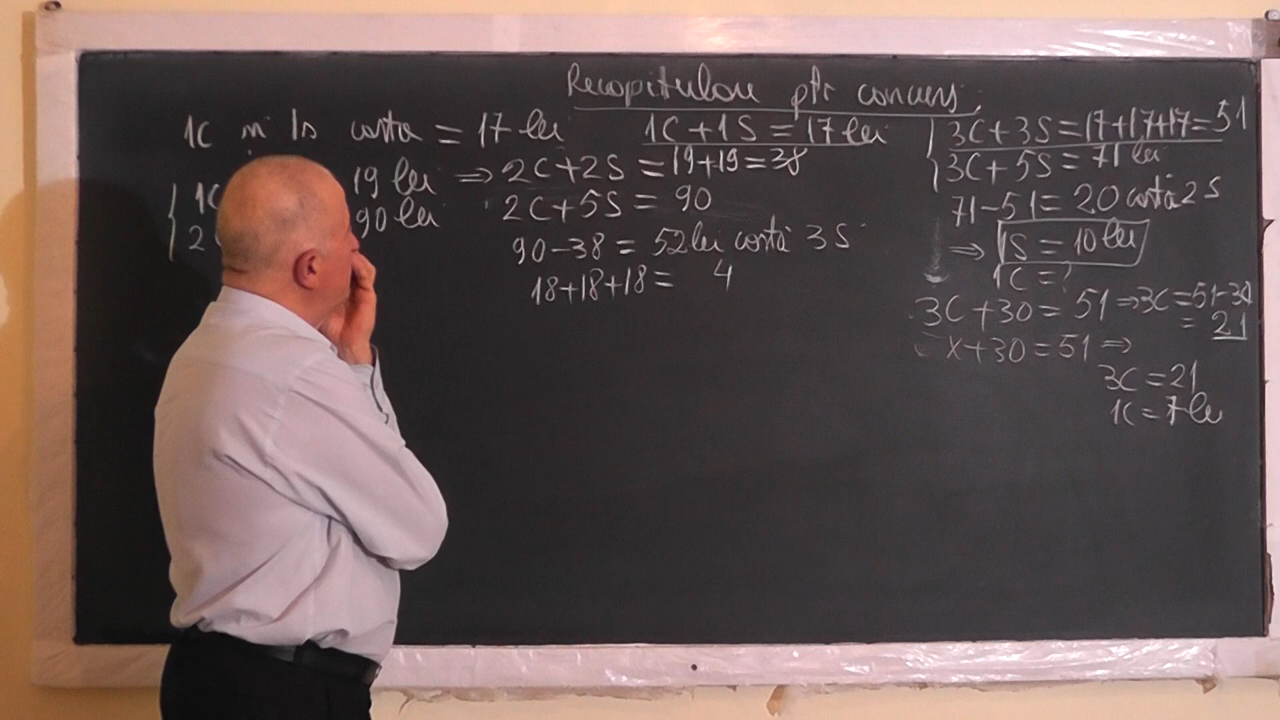 Recapitulare ptr concurs.
1C și 1s costa = 17 lei
1C+1S = 17 lei
1C 19 lei ⇒ 2C+2S = 19+19=38
2 90 lei 2C+5S = 90
90-38 = 52 lei costă 3S
18+18+18= 4
3C+3S=17+17+17=51
3C+5S=71 lei
71-51=20 costă 2S
⇒ 1S=10 lei
1C=?
3C+30=51⇒3C=51-30
=21
x+30=51⇒
3C=21
1C=7 lei